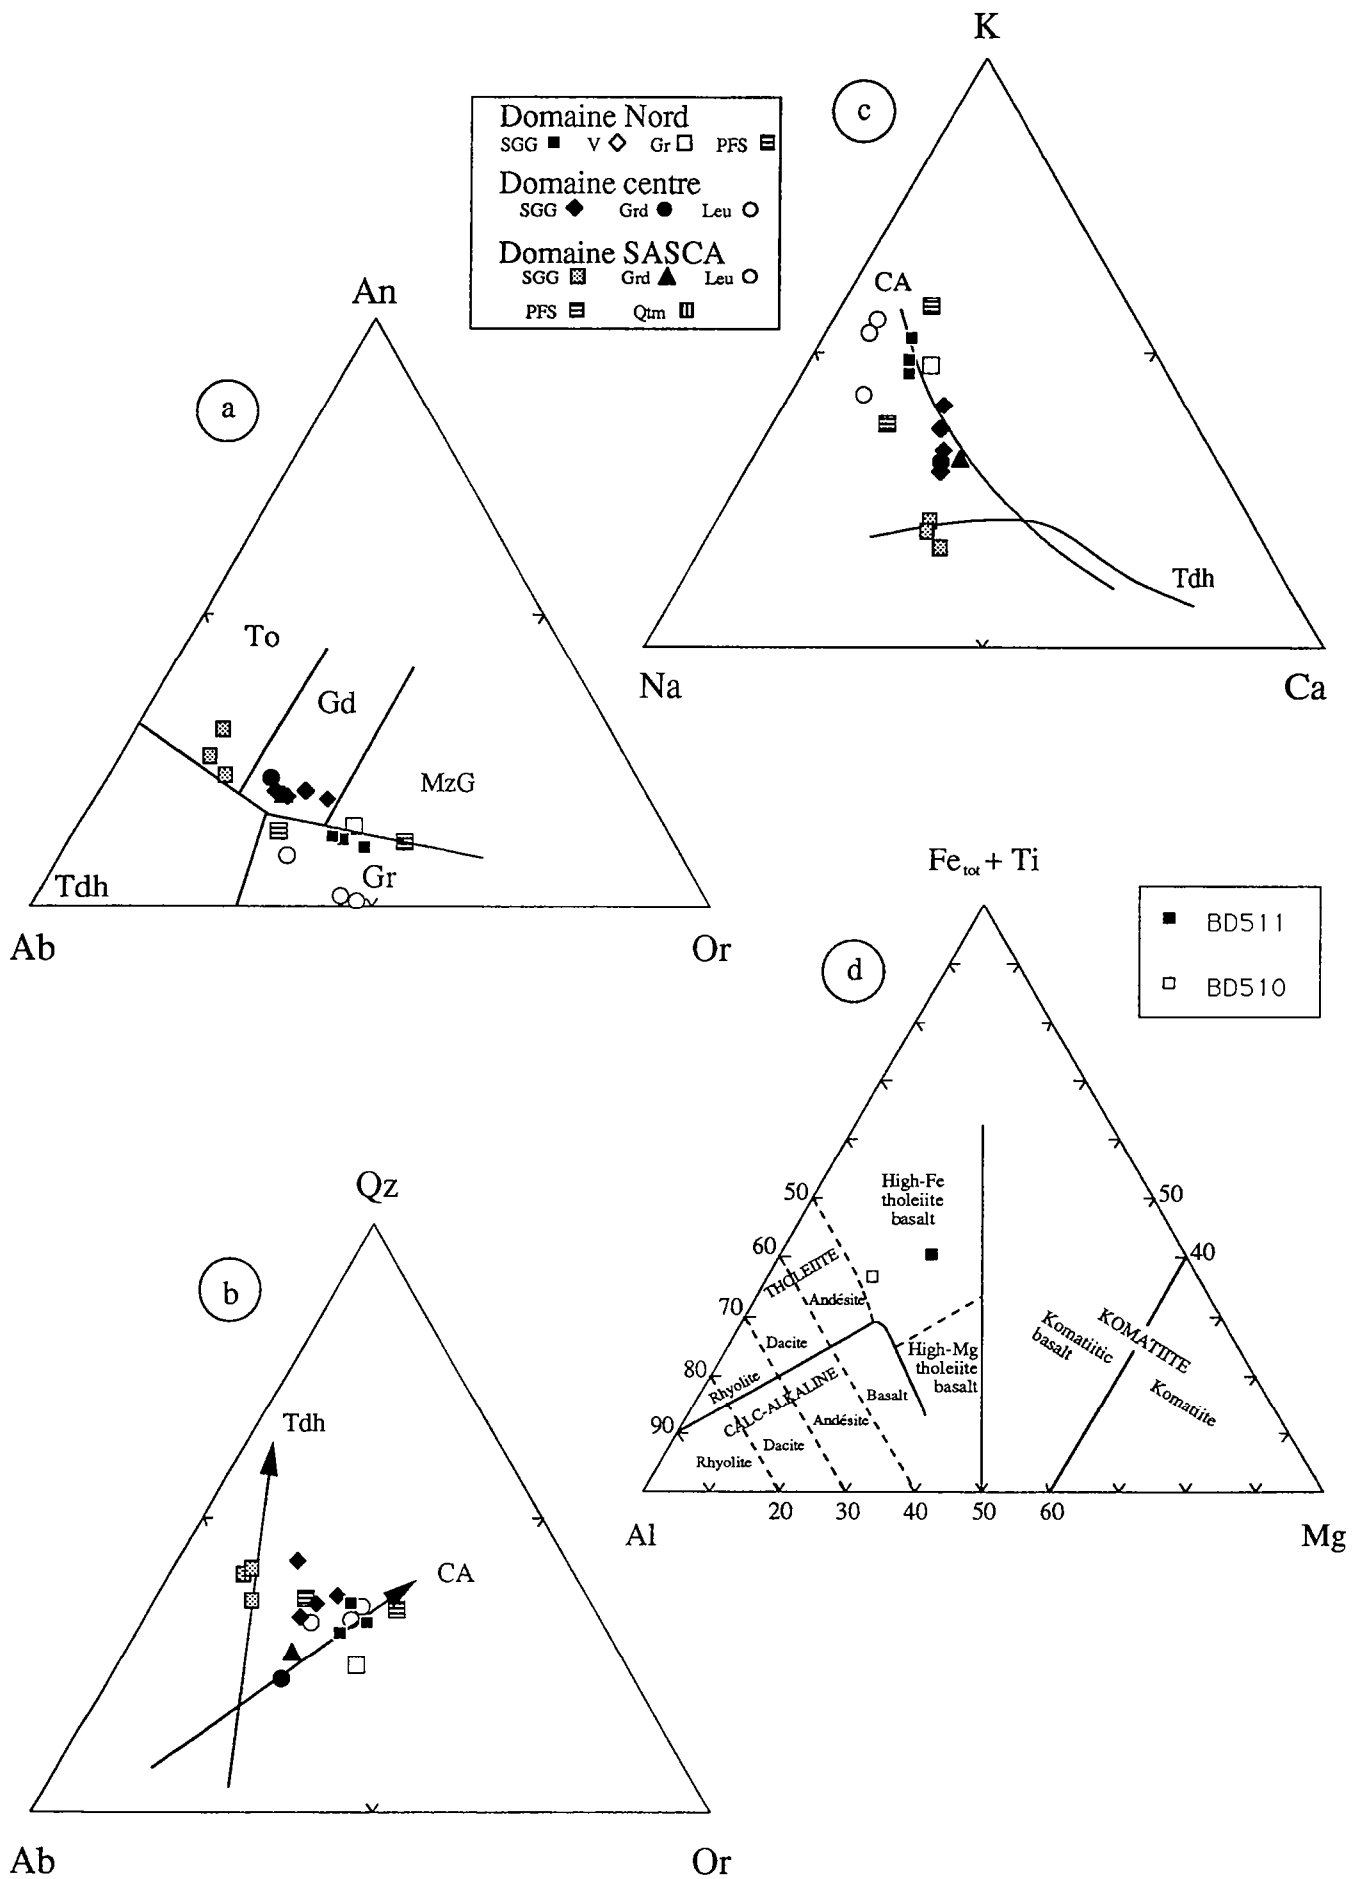 K
c
Domaine Nord
SGG V Gr PFS
Domaine centre
SGG Grd Leu
Domaine SASCA
SGG Grd Leu
PFS Qtm
CA
Tdh
Na
Ca
An
a
To
Gd
MzG
Tdh
Gr
Ab
Or
Fetot + Ti
BD511
BD510
d
50
High-Fe
tholeiite
basalt
50
60
THOLEIITE
40
70
Andésite
Dacite
KOMATIITE
Komatiitic
basalt
Komatiite
80
Rhyolite
High-Mg
tholeiite
basalt
CALC-ALKALINE
Basalt
90
Andésite
Dacite
Rhyolite
20 30 40 50 60
Al
Mg
Qz
b
Tdh
CA
Ab
Or